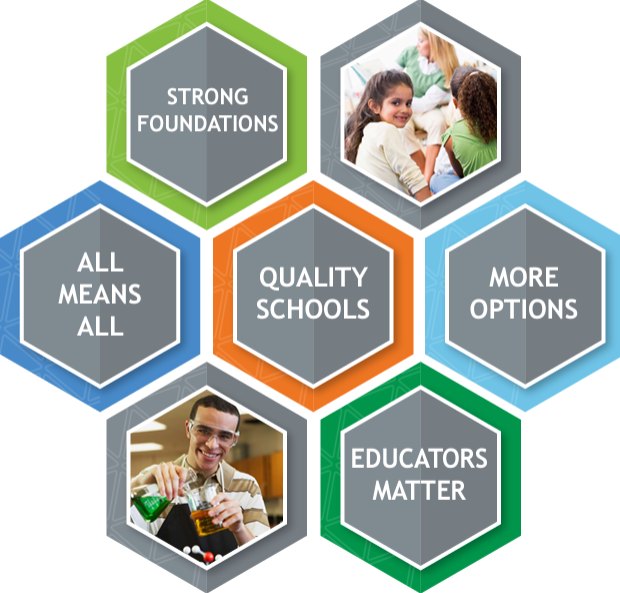 STRONG
FOUNDATIONS
ALL
MEANS
ALL
QUALITY
SCHOOLS
MORE
OPTIONS
EDUCATORS
MATTER